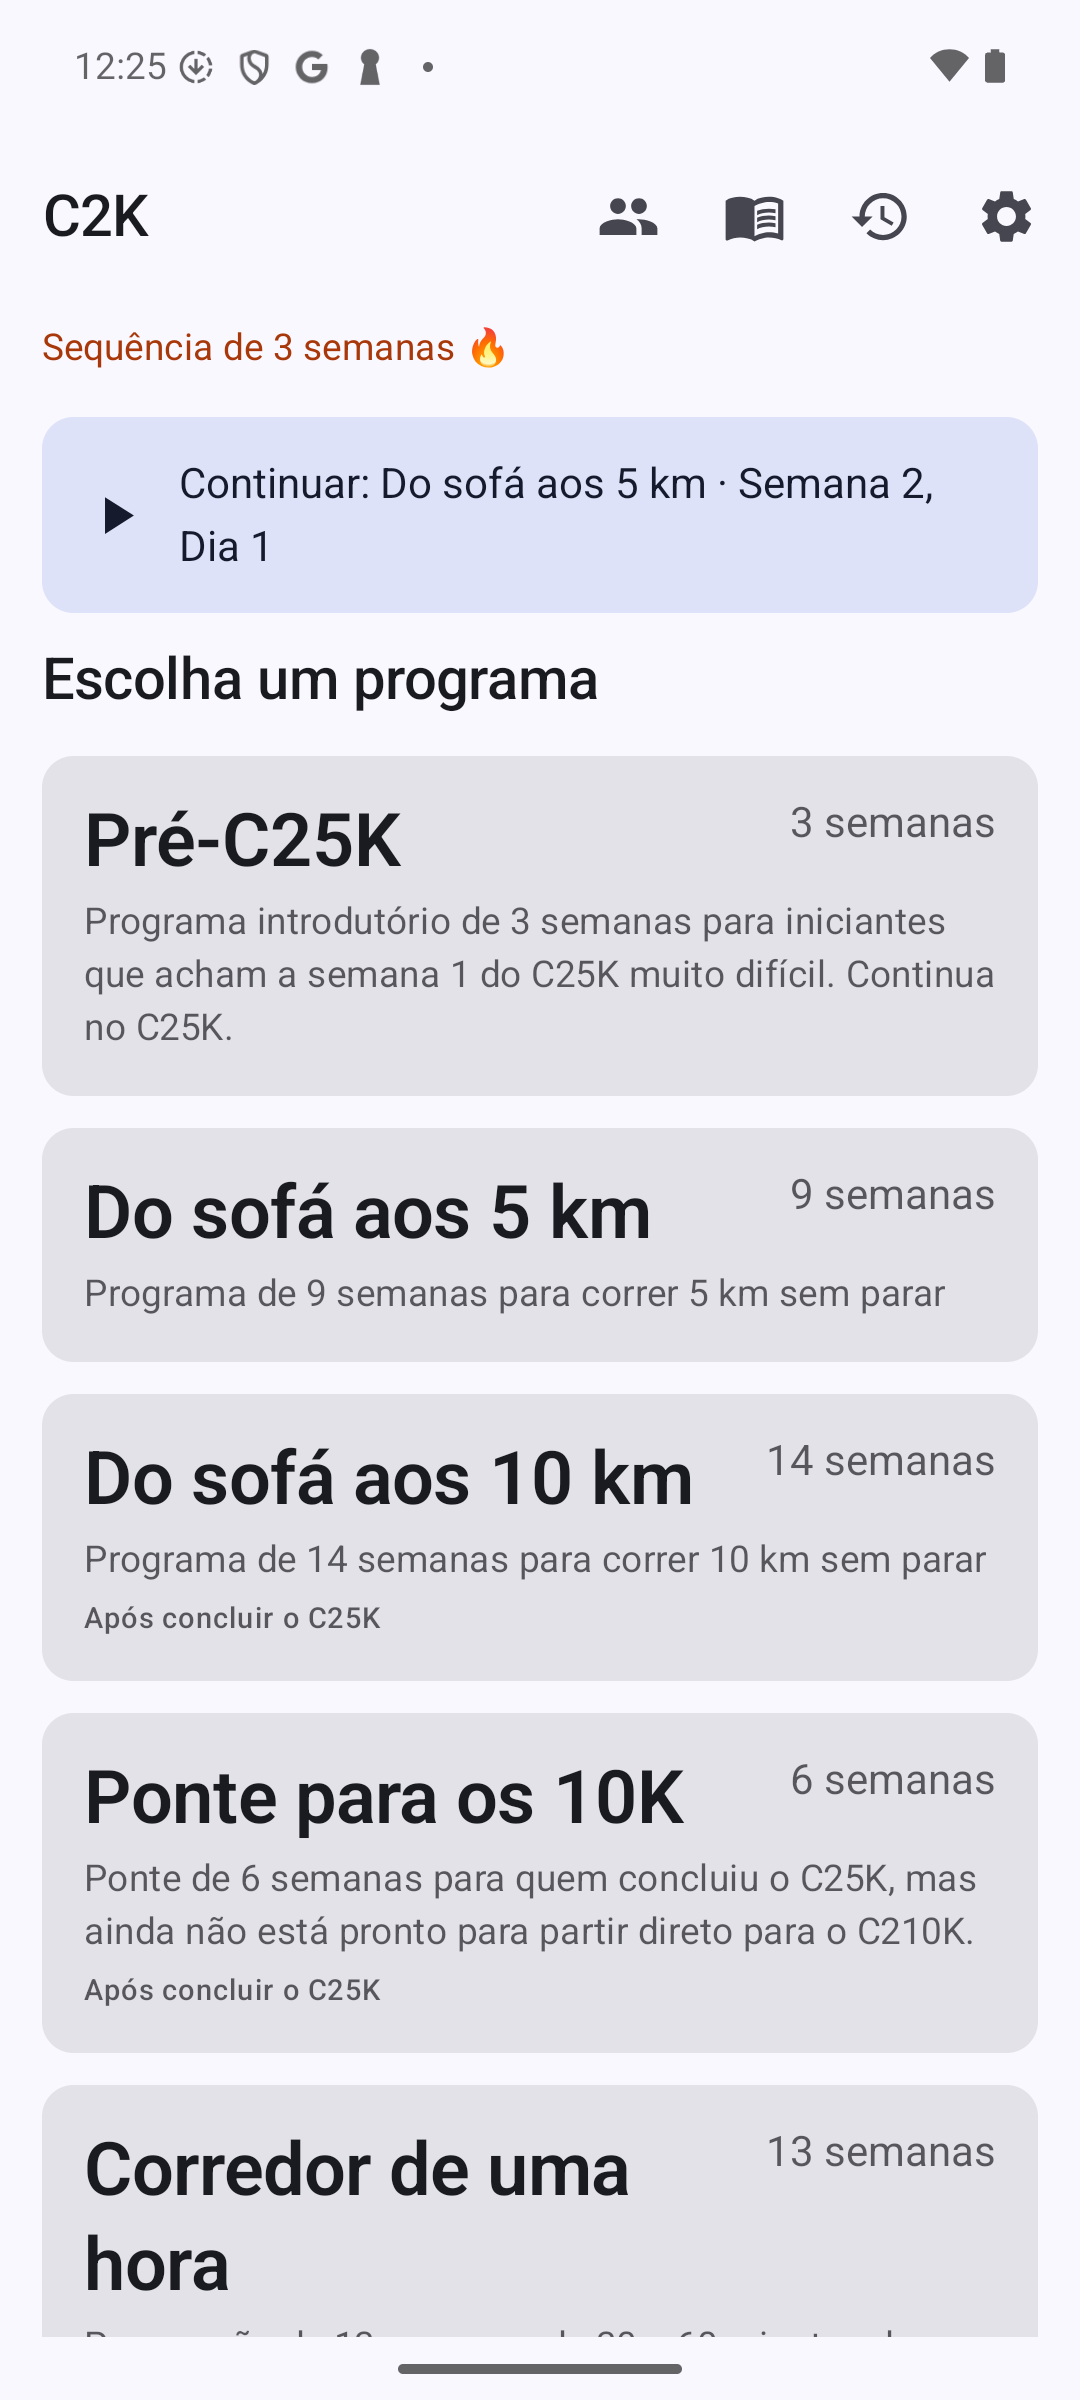 12:25
C2K
Sequência de 3 semanas 🔥
Continuar: Do sofá aos 5 km · Semana 2,
Dia 1
Escolha um programa
Pré-C25K
3 semanas
Programa introdutório de 3 semanas para iniciantes
que acham a semana 1 do C25K muito difícil. Continua
no C25K.
Do sofá aos 5 km
9 semanas
Programa de 9 semanas para correr 5 km sem parar
Do sofá aos 10 km
14 semanas
Programa de 14 semanas para correr 10 km sem parar
Após concluir o C25K
Ponte para os 10K
6 semanas
Ponte de 6 semanas para quem concluiu o C25K, mas
ainda não está pronto para partir direto para o C210K.
Após concluir o C25K
Corredor de uma
hora
13 semanas